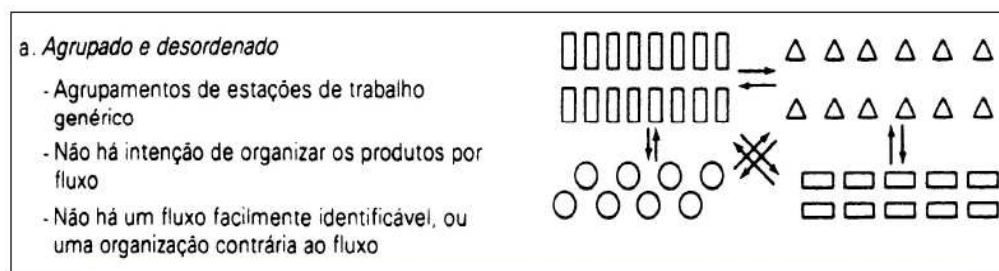 a. Agrupado e desordenado
- Agrupamentos de estações de trabalho
genérico
- Não há intenção de organizar os produtos por
fluxo
- Não há um fluxo facilmente identificável, ou
uma organização contrária ao fluxo